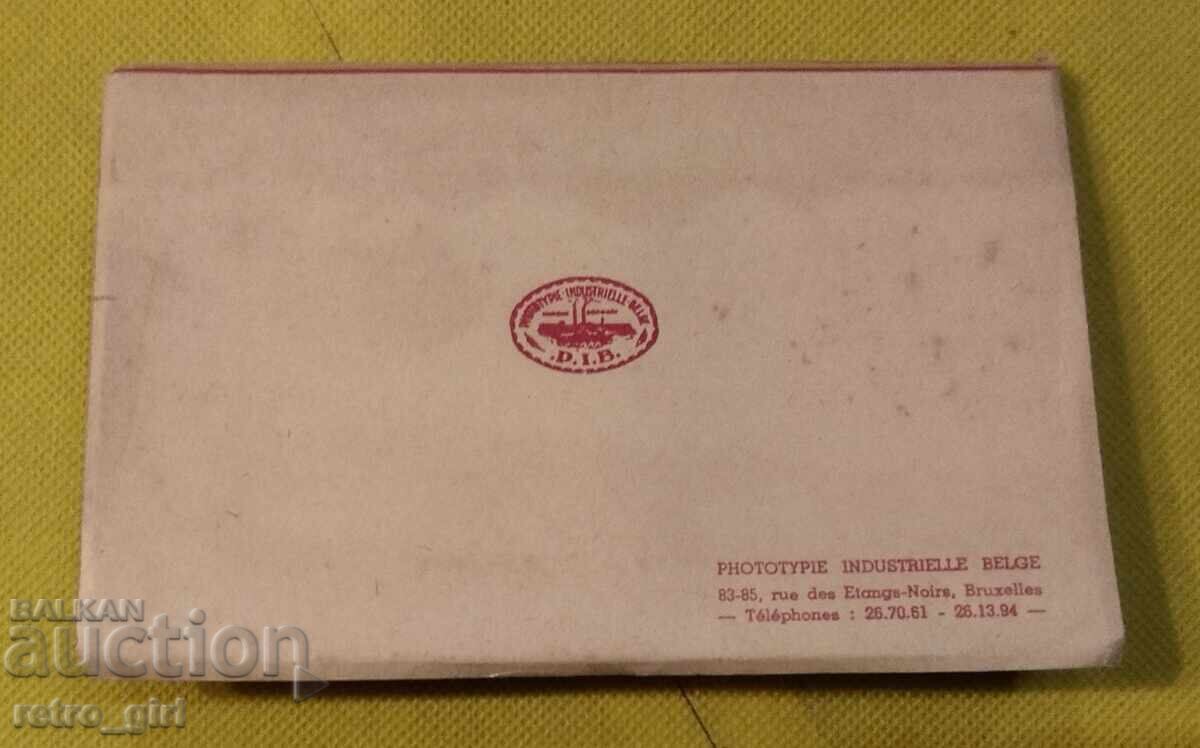 PHOTOTYPIE · INDUSTRIELLE · BELGE
P.I.B.
PHOTOTYPIE INDUSTRIELLE BELGE
83-85, rue des Etangs-Noirs, Bruxelles
— Téléphones : 26.70.61 - 26.13.94 —
BALKAN
auction
retro_girl